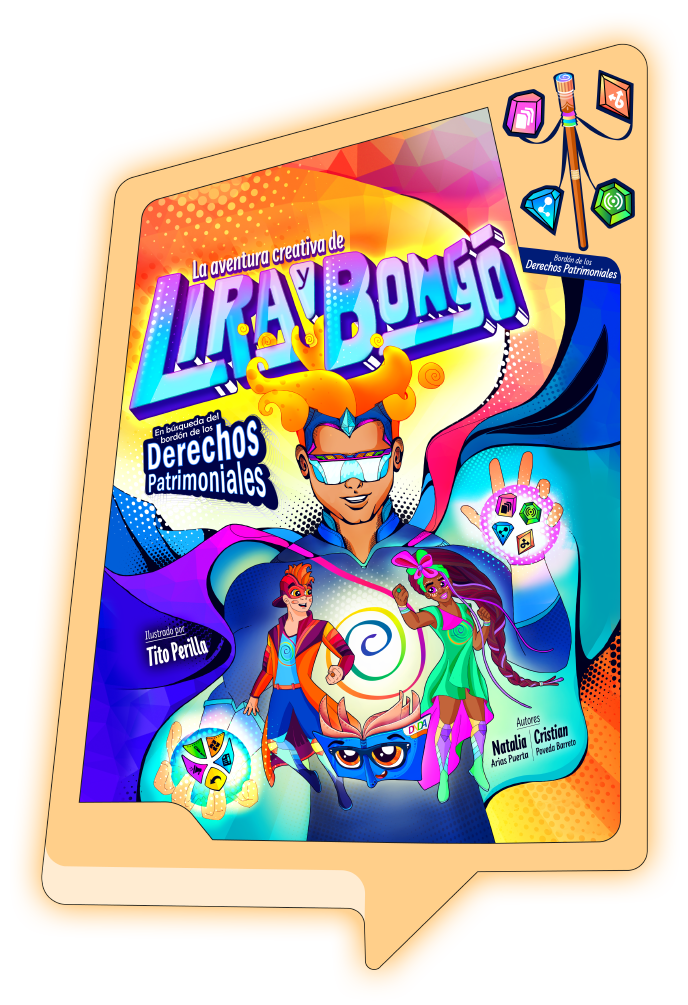 La aventura creativa de
LIRA y BONGÓ
En búsqueda del
bordón de los
Derechos
Patrimoniales
Bordón de los
Derechos Patrimoniales
Ilustrado por
Tito Perilla
Autores
Natalia
Arias Puerta
Cristian
Poveda Barreto